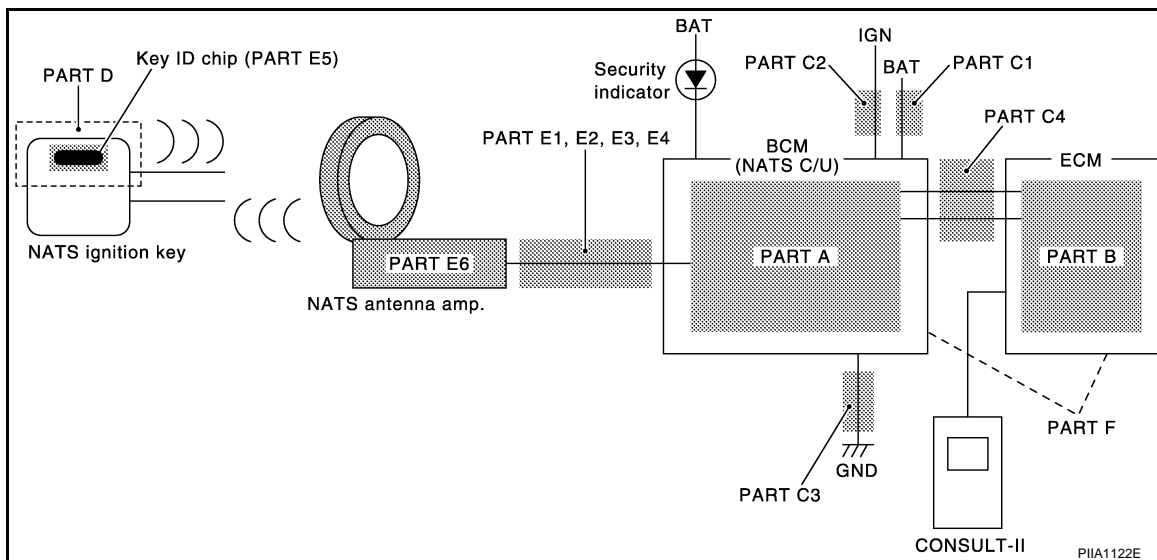 BAT
IGN
Key ID chip (PART E5)
PART D
Security
indicator
PART C2
BAT
PART C1
PART C4
PART E1, E2, E3, E4
BCM
(NATS C/U)
ECM
NATS ignition key
PART E6
NATS antenna amp.
PART A
PART B
PART F
GND
PART C3
CONSULT-II
PIIA1122E